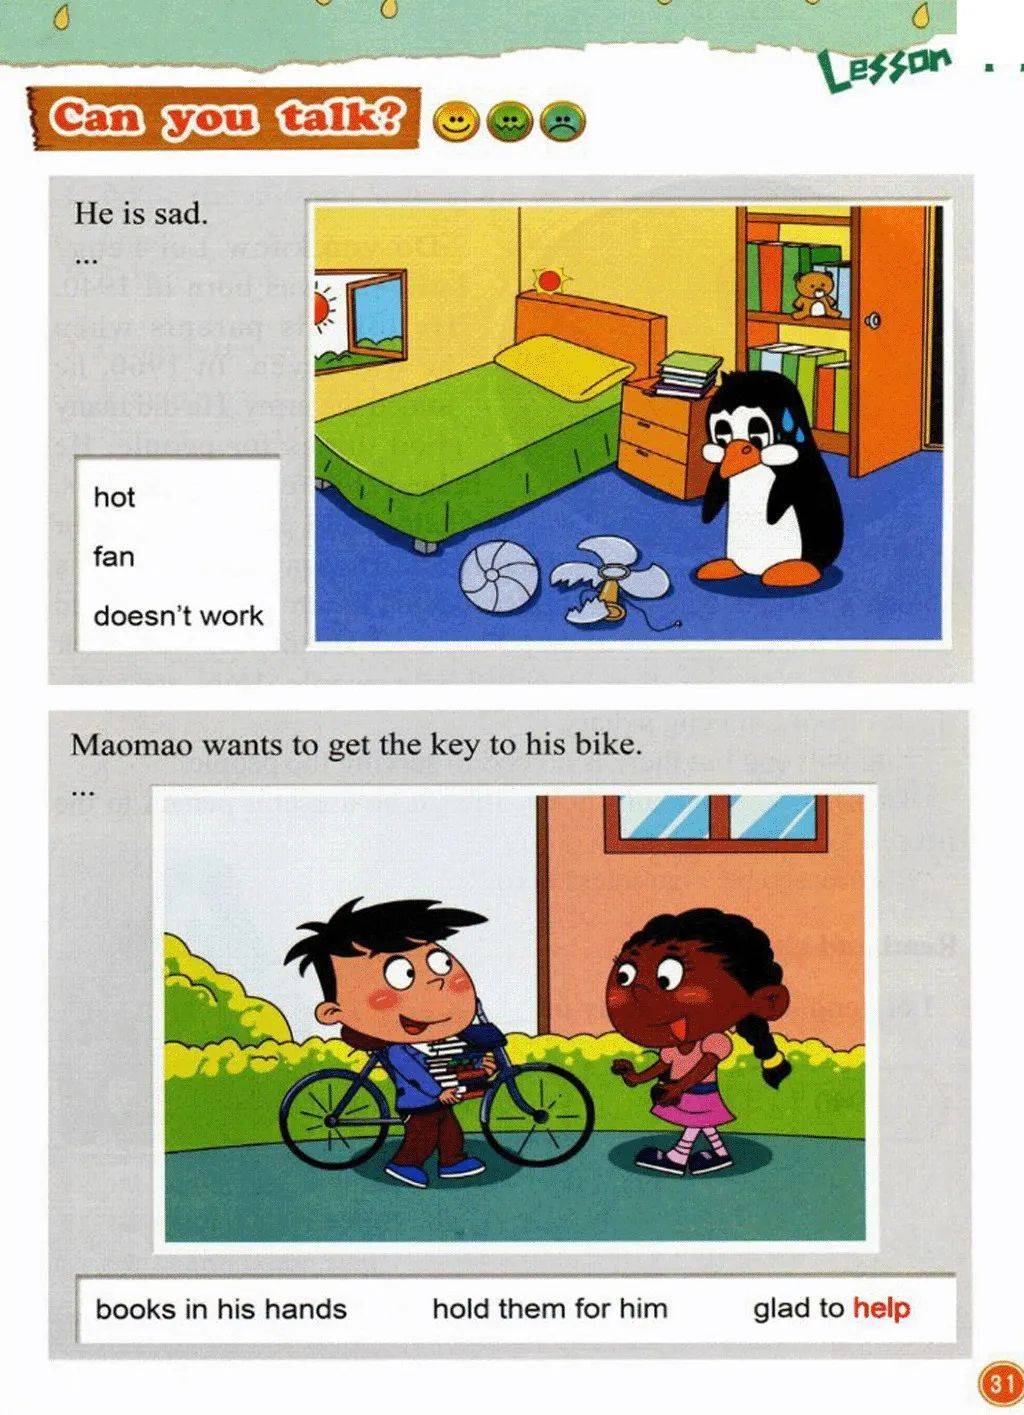 Lesson
Can you talk?
He is sad.
...
hot
fan
doesn't work
Maomao wants to get the key to his bike.
...
books in his hands
hold them for him
glad to help
31